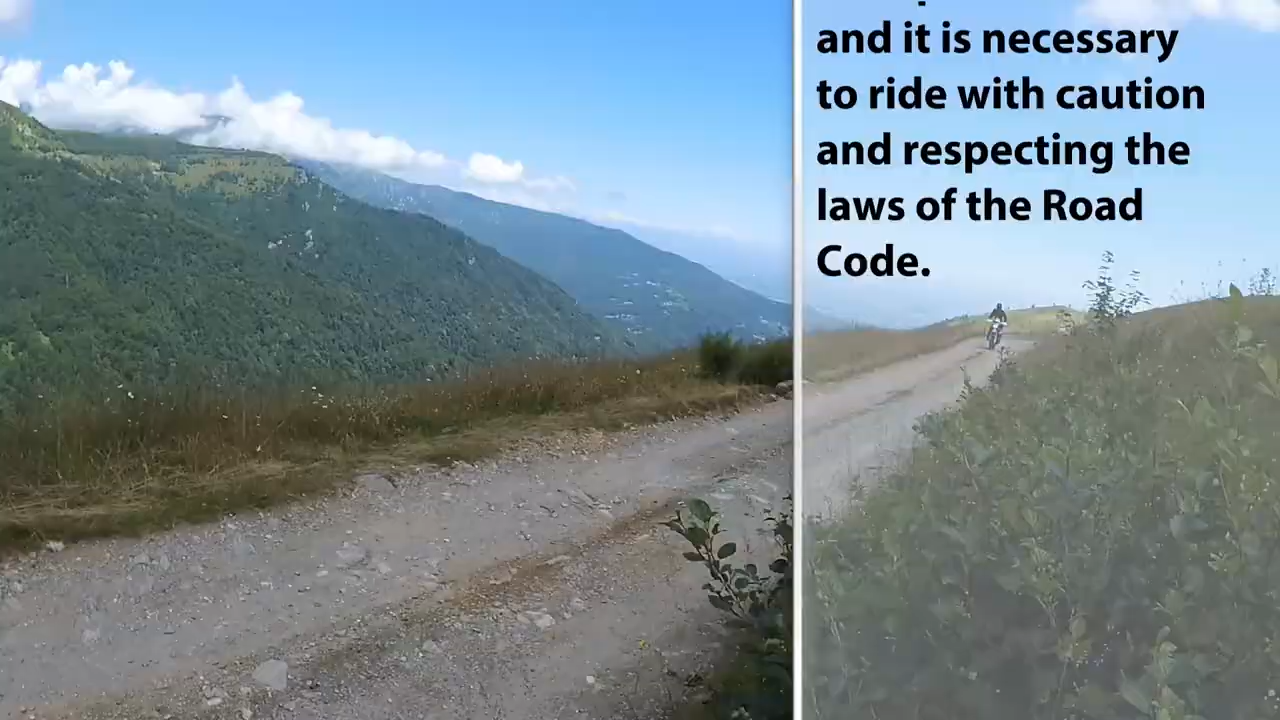 and it is necessary
to ride with caution
and respecting the
laws of the Road
Code.